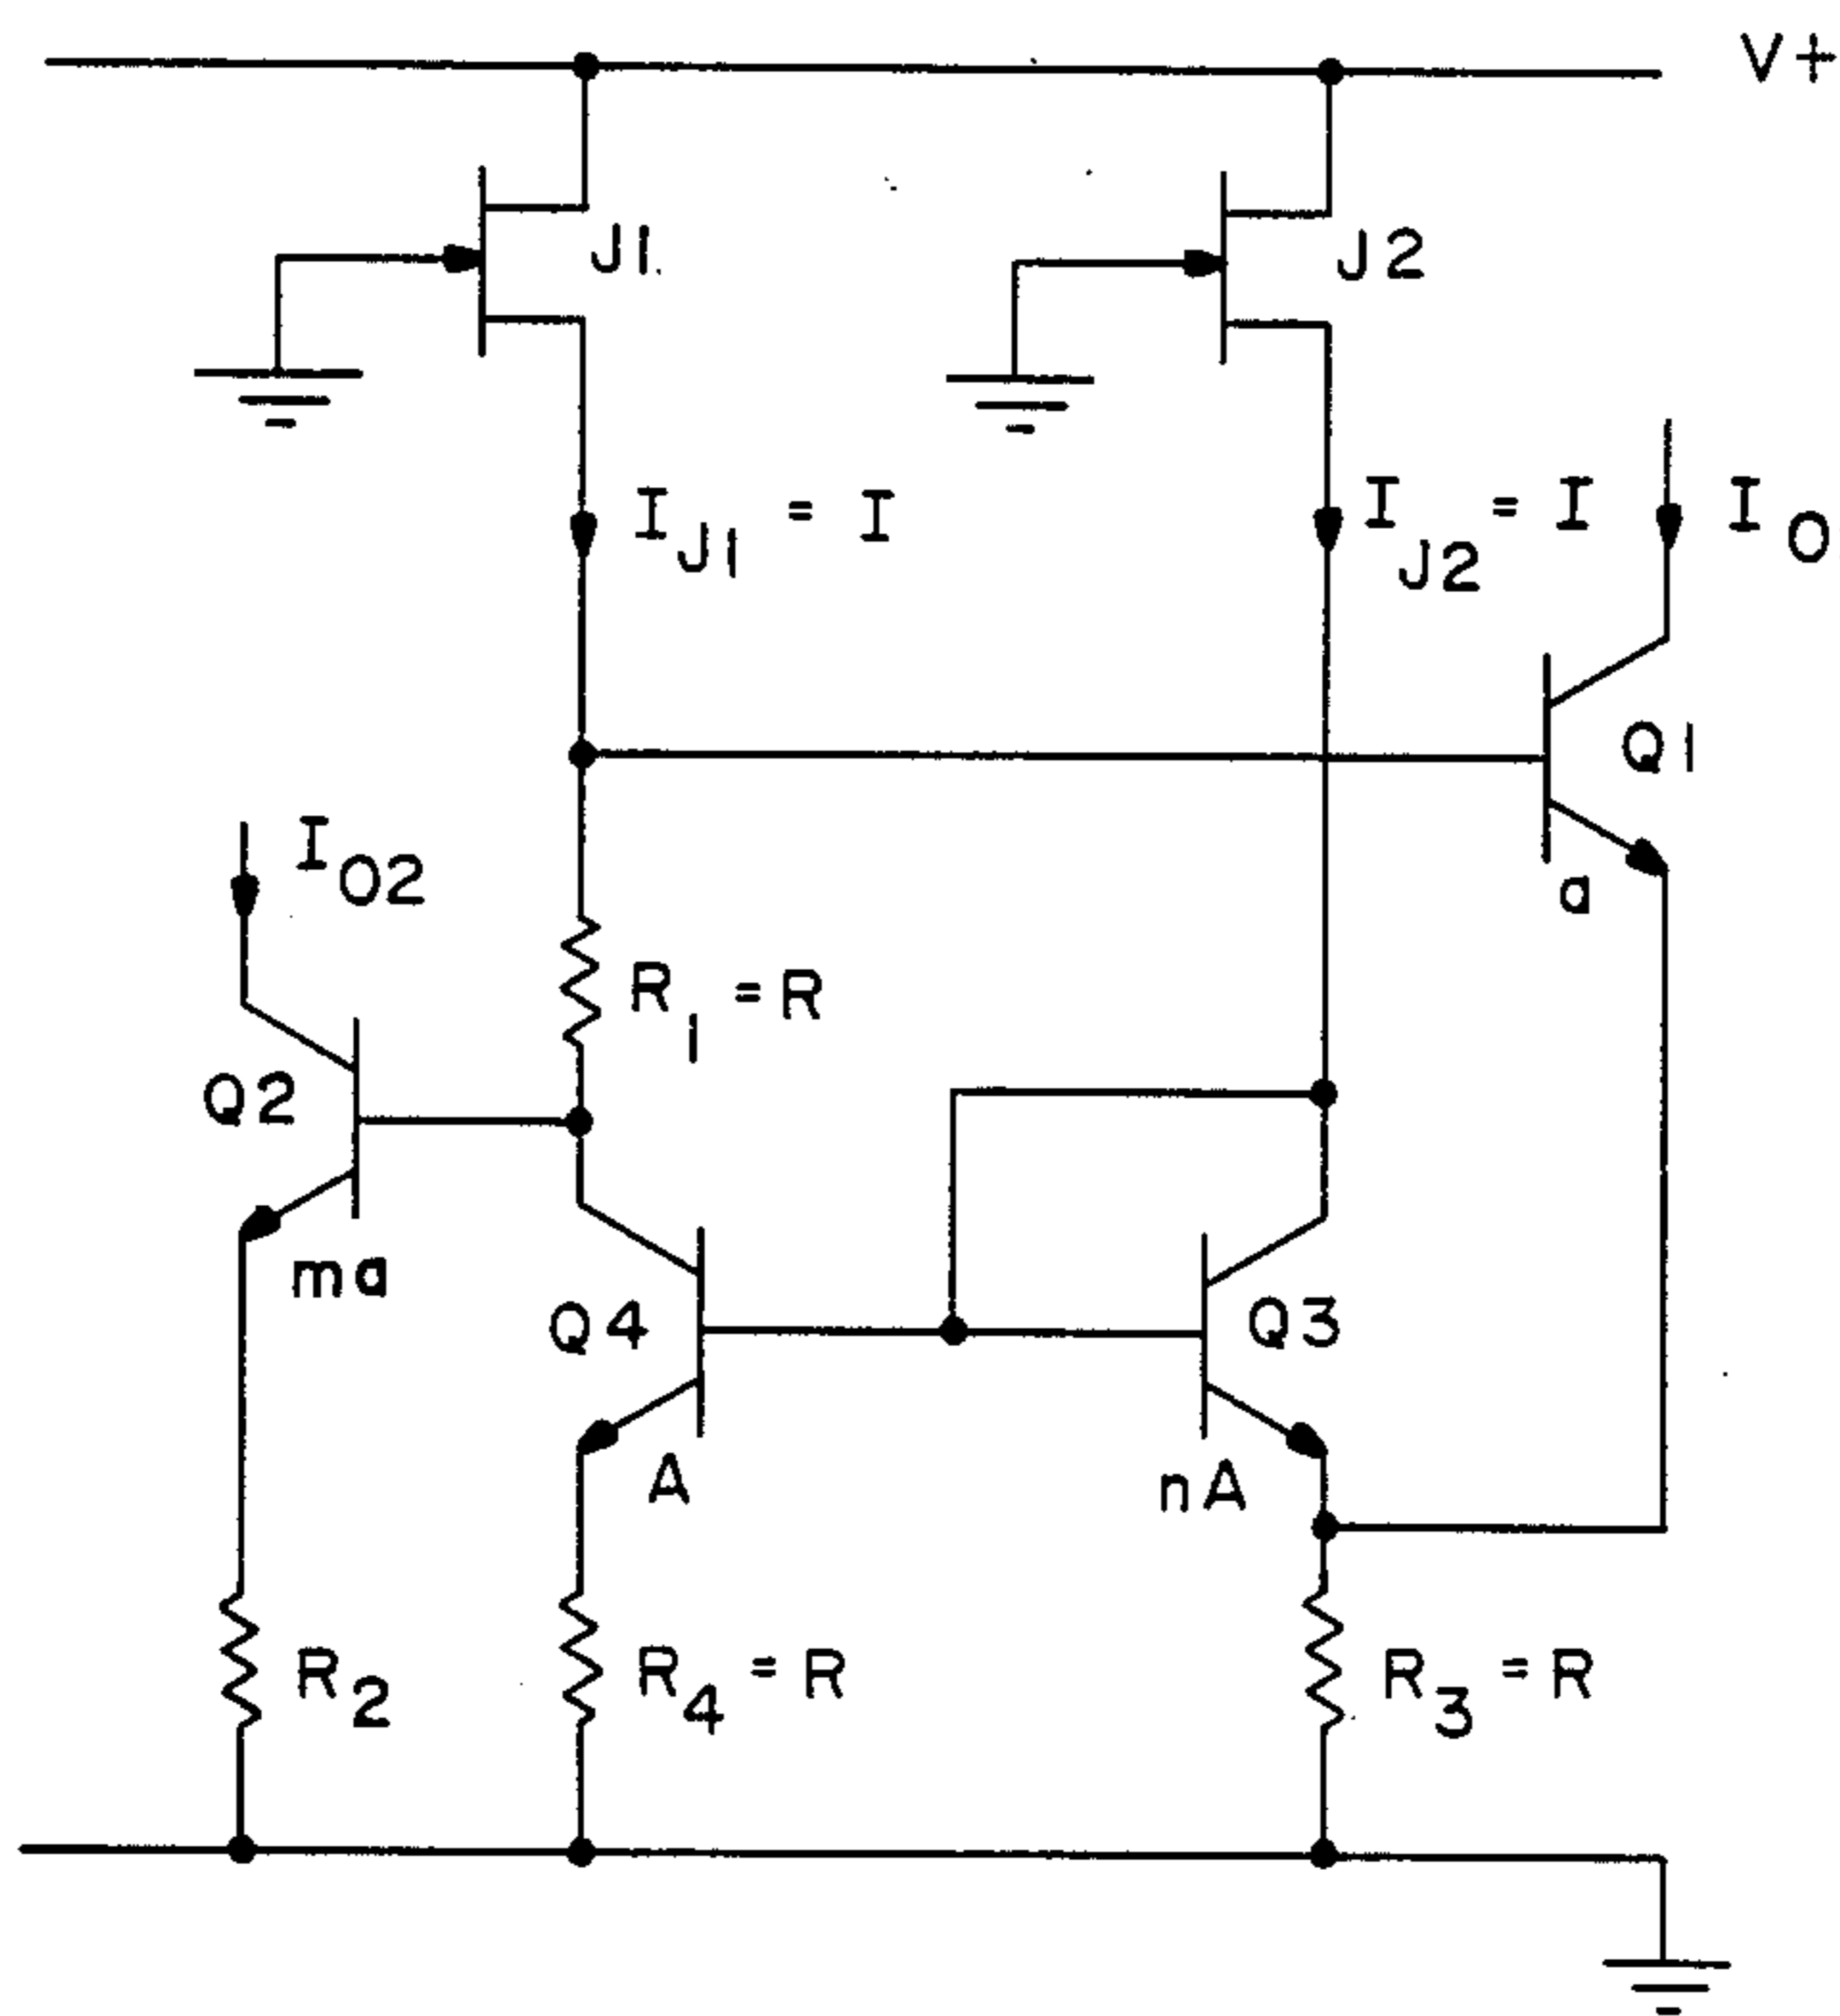 V+
J1
J2
I_J1 = I
I_J2 = I
I_O
Q1
a
I_O2
R_1 = R
Q2
ma
Q4
Q3
A
nA
R_2
R_4 = R
R_3 = R